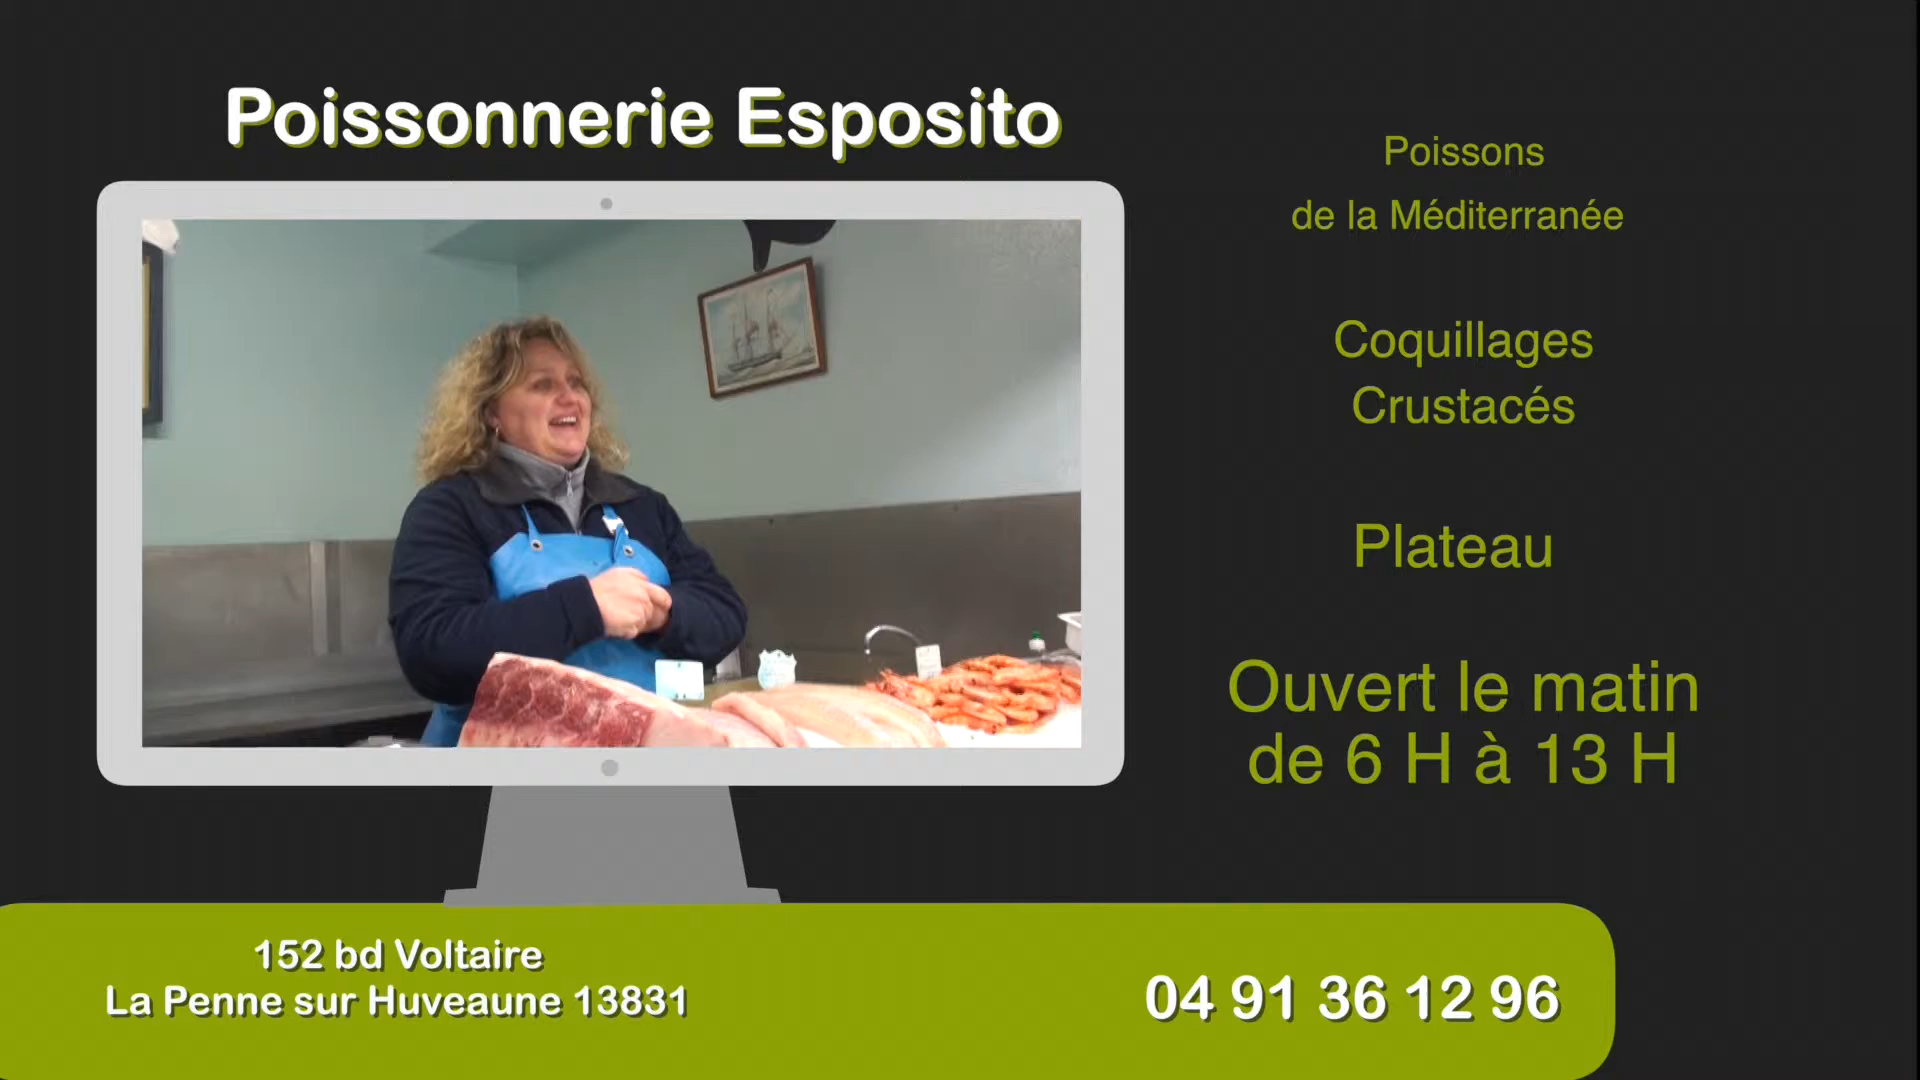 Poissonnerie Esposito
Poissons
de la Méditerranée
Coquillages
Crustacés
Plateau
Ouvert le matin
de 6 H à 13 H
152 bd Voltaire
La Penne sur Huveaune 13831
04 91 36 12 96